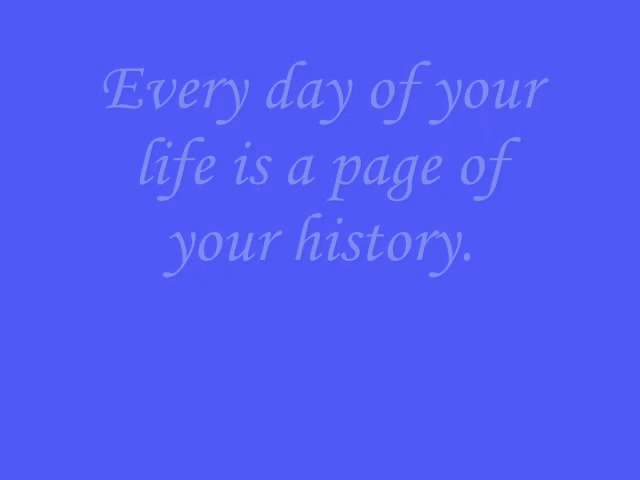 Every day of your
life is a page of
your history.